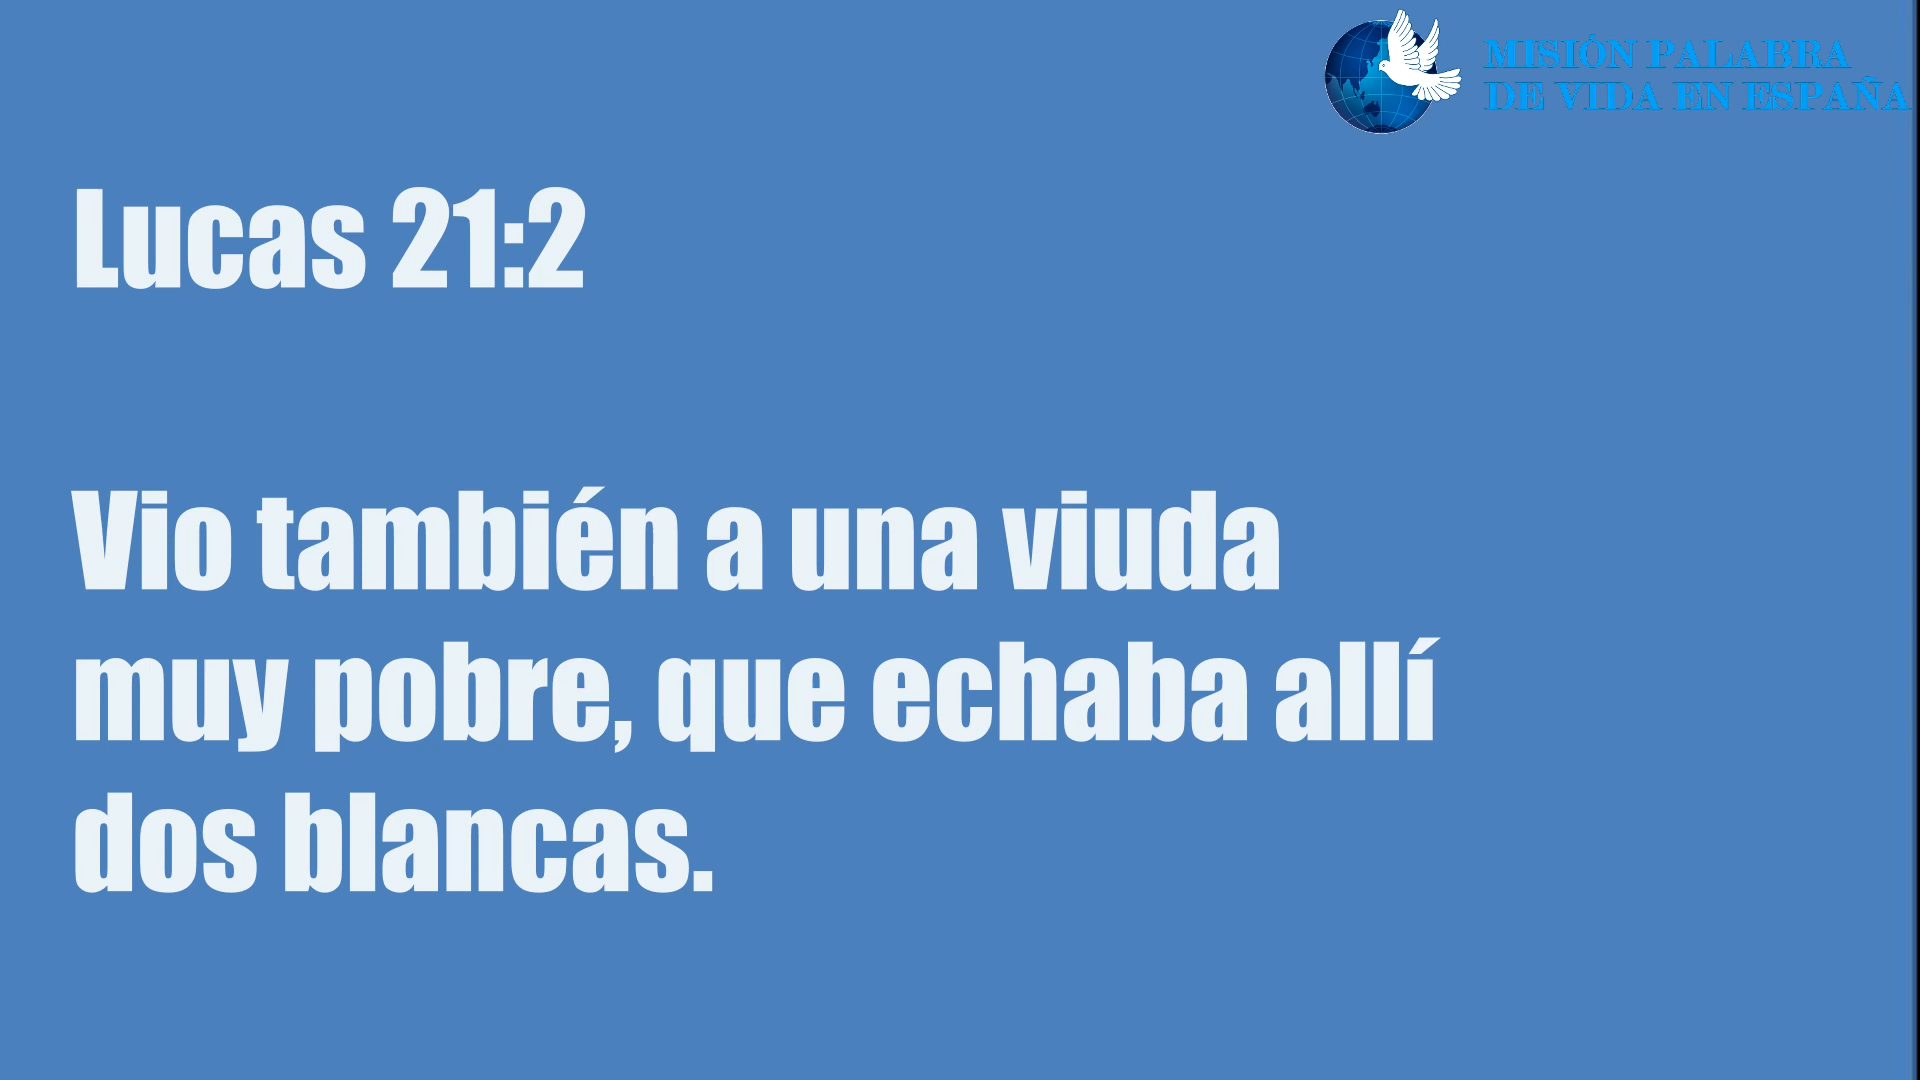 MISIÓN PALABRA
DE VIDA EN ESPAÑA
Lucas 21:2
Vio también a una viuda
muy pobre, que echaba allí
dos blancas.